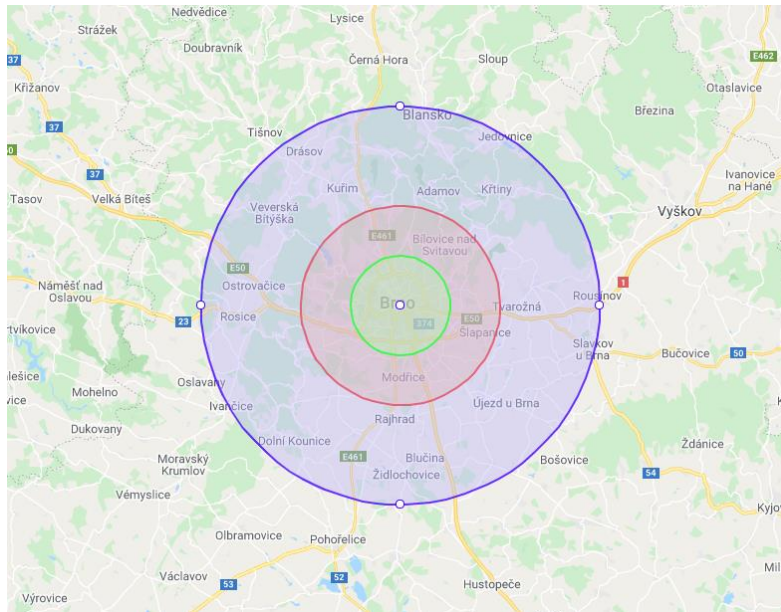 Nedvědice
Lysice
Strážek
Doubravník
Černá Hora
Sloup
E462
37
Křižanov
Otaslavice
Blansko
Březina
37
Tišnov
Jedovnice
Drásov
Ivanovice
na Hané
37
Kuřim
Adamov
Křtiny
Tasov
Velká Bíteš
Veverská
Bítýška
Vyškov
E461
Bílovice nad
Svitavou
E50
1
Náměšť nad
Oslavou
Ostrovačice
Rousínov
Brno
Tvarožná
23
Rosice
374
E50
Šlapanice
Slavkov
u Brna
Bučovice
50
Modřice
Oslavany
Mohelno
Ivančice
Újezd u Brna
Rajhrad
Dukovany
Dolní Kounice
Ždánice
E461
Blučina
Moravský
Krumlov
Židlochovice
Bošovice
54
Vémyslice
Kyjo
Olbramovice
Pohořelice
Václavov
53
52
Hustopeče
Mil
Výrovice